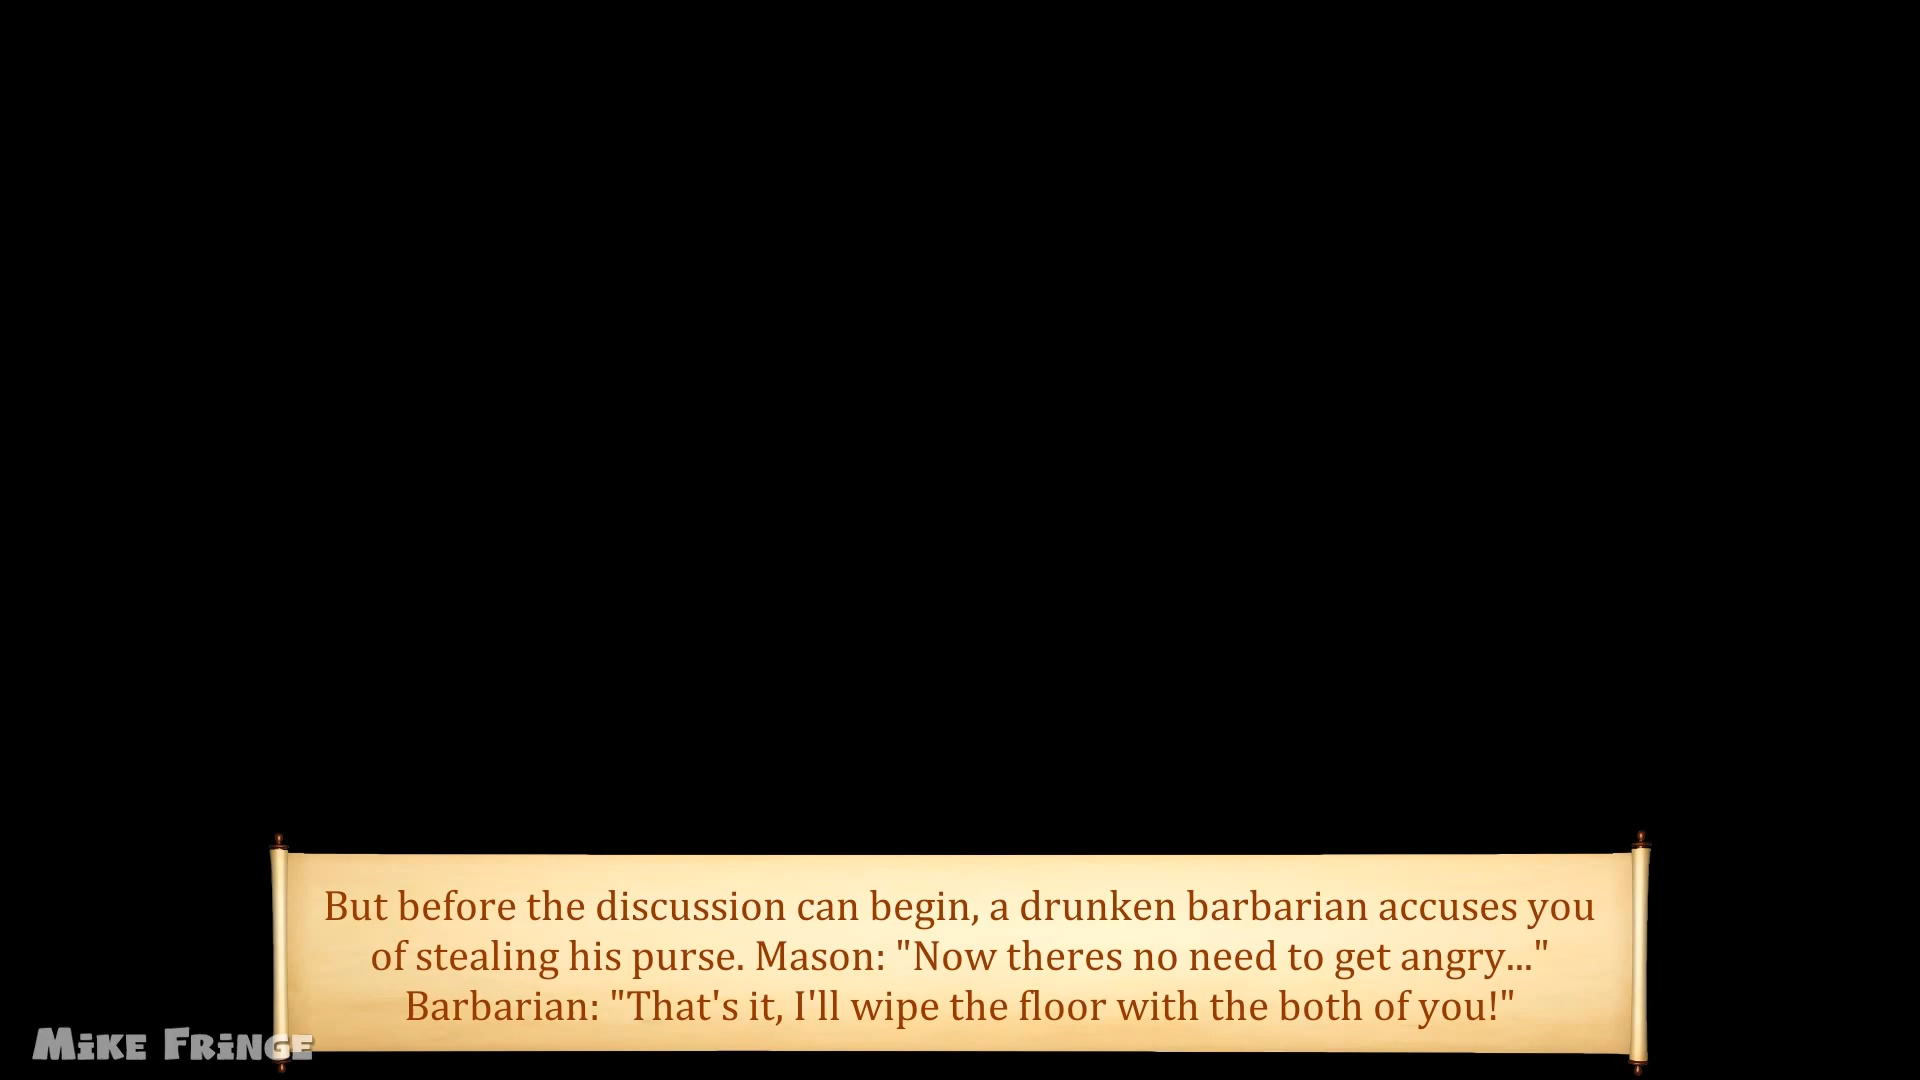 But before the discussion can begin, a drunken barbarian accuses you
of stealing his purse. Mason: "Now theres no need to get angry..."
Barbarian: "That's it, I'll wipe the floor with the both of you!"
MiKE FRiNGE